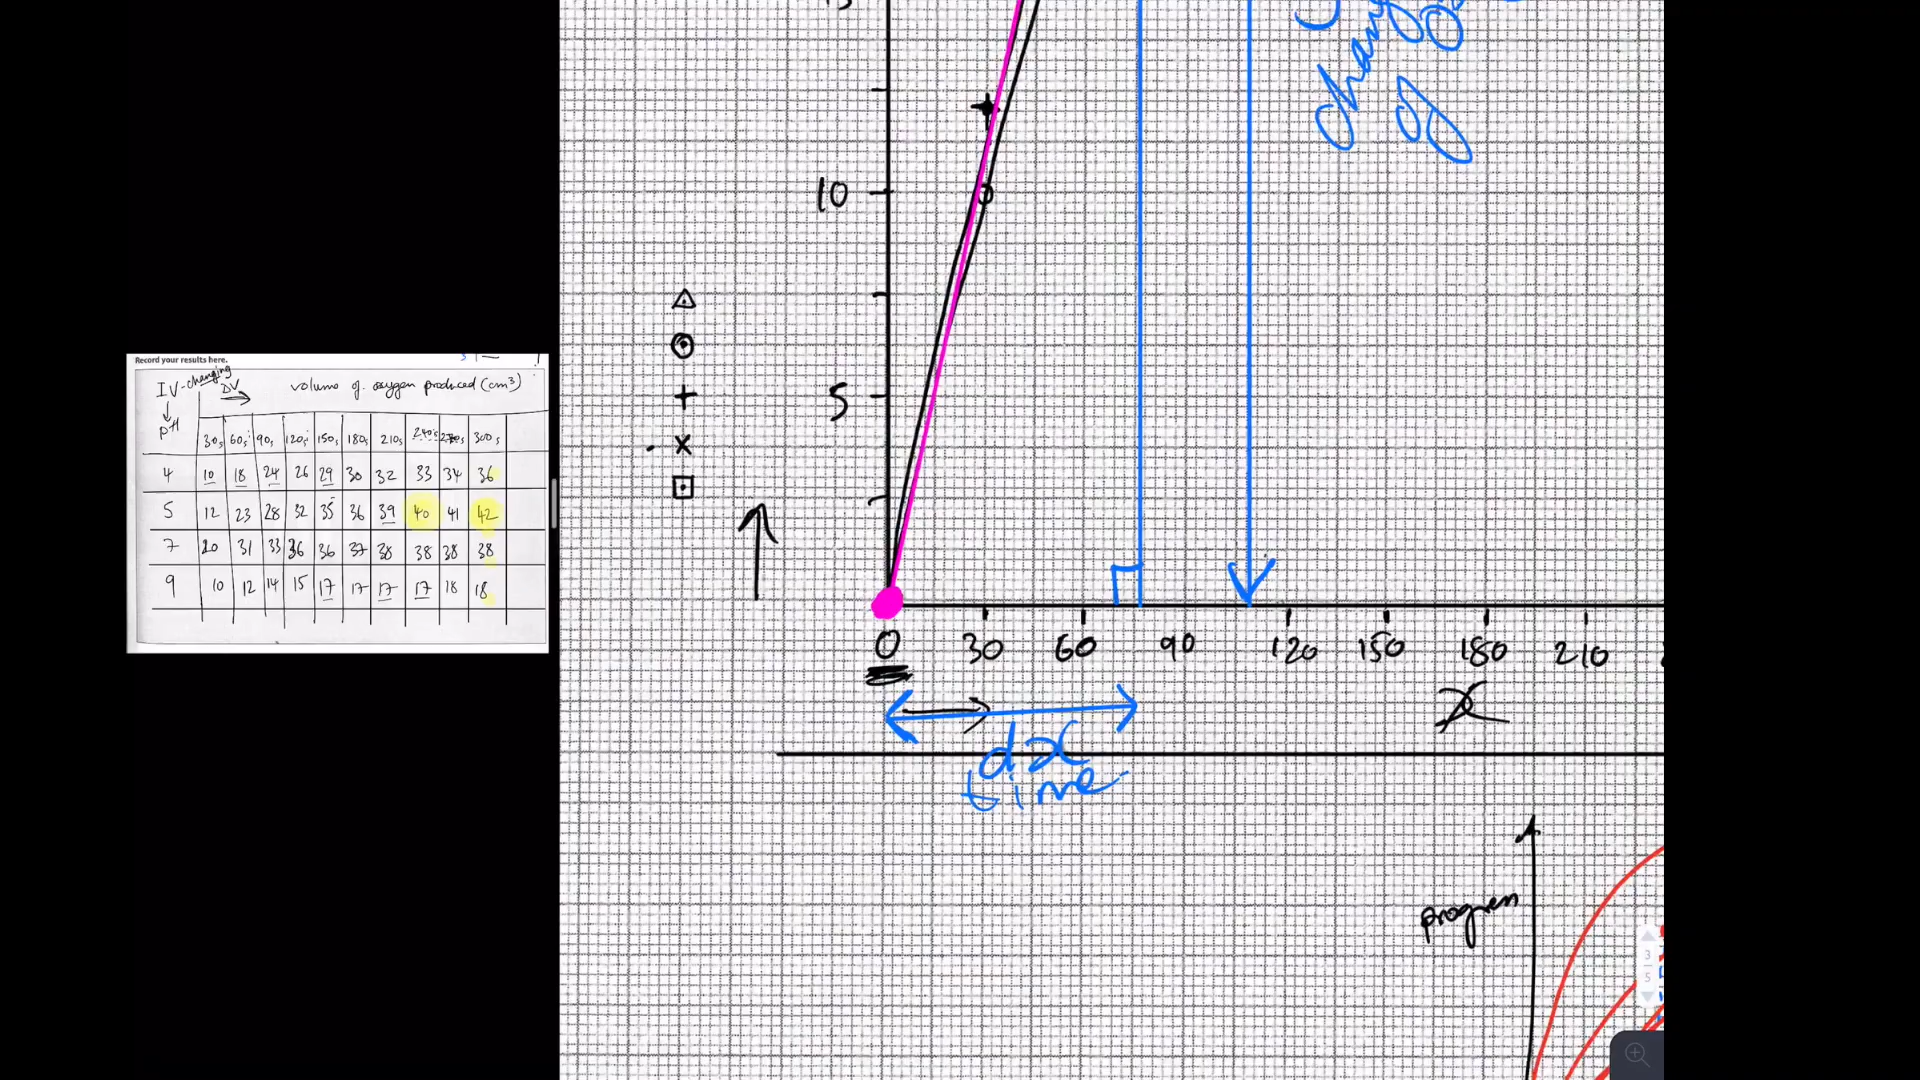 Record your results here.
IV-changing
DV
volume of oxygen produced (cm³)
pH
30s 60s 90s 120s 150s 180s 210s 240s 270s 300s
4 10 18 24 26 29 30 32 33 34 36
5 12 23 28 32 35 36 39 40 41 42
7 20 31 33 36 36 37 38 38 38 38
9 10 12 14 15 17 17 17 17 18 18
10
5
0 30 60 90 120 150 180 210
x
dx
time
chang
of
progress
3
5